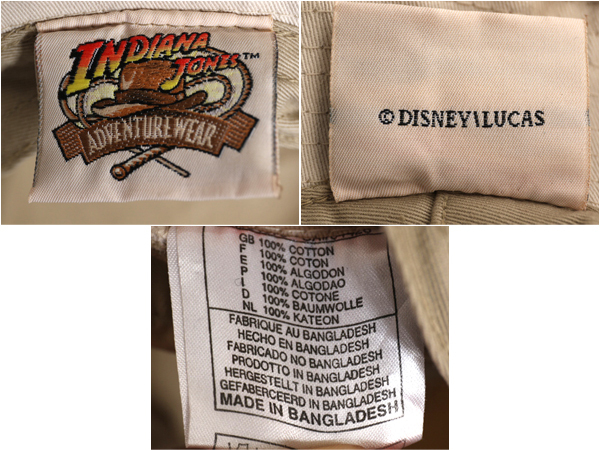 INDIANA
JONES™
ADVENTURE WEAR
© DISNEY\LUCAS
GB 100% COTTON
F 100% COTON
E 100% ALGODON
P 100% ALGODAO
I 100% COTONE
D 100% BAUMWOLLE
NL 100% KATEON
FABRIQUE AU BANGLADESH
HECHO EN BANGLADESH
FABRICADO NO BANGLADESH
PRODOTTO IN BANGLADESH
HERGESTELLT IN BANGLADESH
GEFABERCEERD IN BANGLADESH
MADE IN BANGLADESH